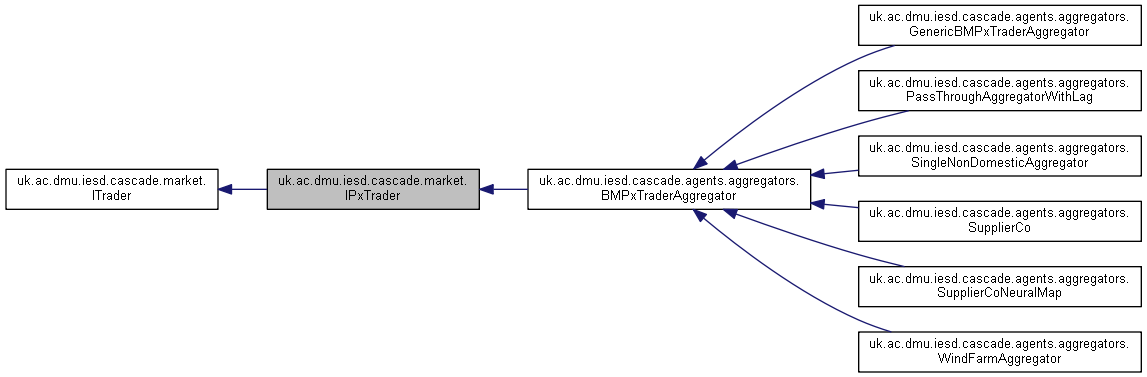 uk.ac.dmu.iesd.cascade.market.
ITrader
uk.ac.dmu.iesd.cascade.market.
IPxTrader
uk.ac.dmu.iesd.cascade.agents.aggregators.
BMPxTraderAggregator
uk.ac.dmu.iesd.cascade.agents.aggregators.
GenericBMPxTraderAggregator
uk.ac.dmu.iesd.cascade.agents.aggregators.
PassThroughAggregatorWithLag
uk.ac.dmu.iesd.cascade.agents.aggregators.
SingleNonDomesticAggregator
uk.ac.dmu.iesd.cascade.agents.aggregators.
SupplierCo
uk.ac.dmu.iesd.cascade.agents.aggregators.
SupplierCoNeuralMap
uk.ac.dmu.iesd.cascade.agents.aggregators.
WindFarmAggregator